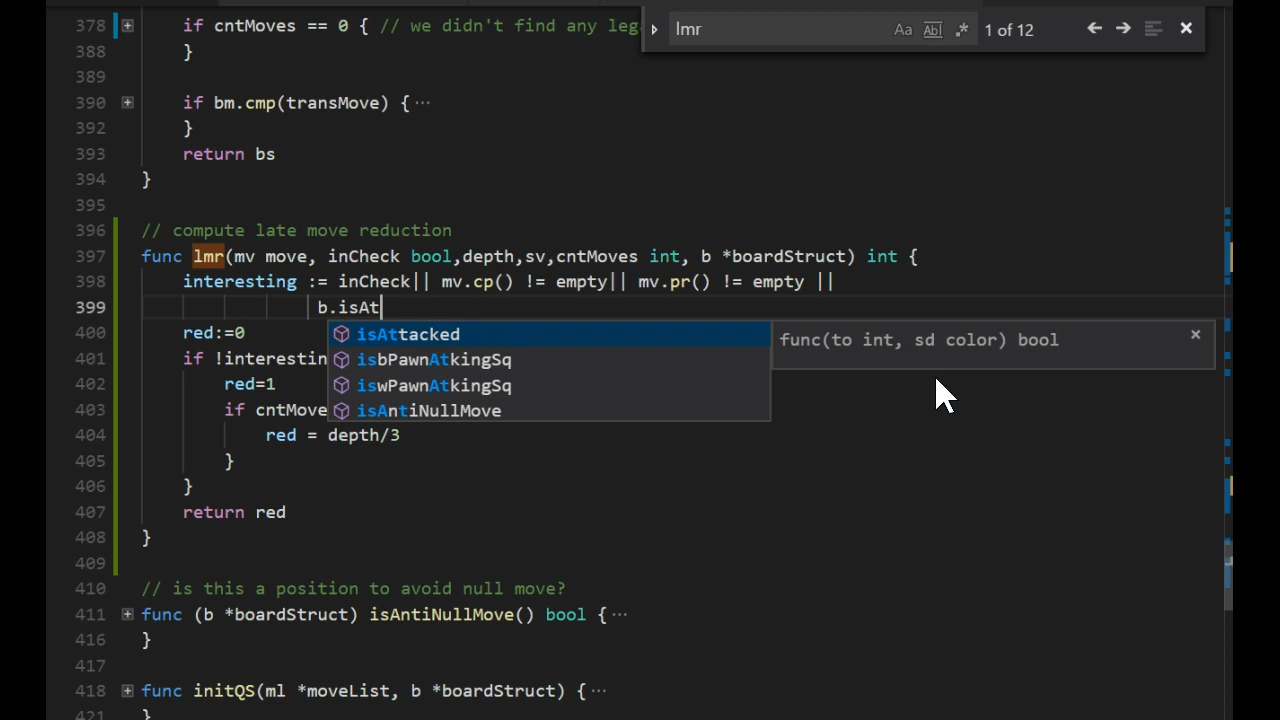 378 if cntMoves == 0 { // we didn't find any leg
lmr Aa Abl .* 1 of 12
388 }
389
390 if bm.cmp(transMove) {···
392 }
393 return bs
394 }
395
396 // compute late move reduction
397 func lmr(mv move, inCheck bool,depth,sv,cntMoves int, b *boardStruct) int {
398 interesting := inCheck|| mv.cp() != empty|| mv.pr() != empty ||
399 b.isAt
400 red:=0
isAttacked
func(to int, sd color) bool
401 if !interestin
isbPawnAtkingSq
402 red=1
iswPawnAtkingSq
403 if cntMove
isAntiNullMove
404 red = depth/3
405 }
406 }
407 return red
408 }
409
410 // is this a position to avoid null move?
411 func (b *boardStruct) isAntiNullMove() bool {···
416 }
417
418 func initQS(ml *moveList, b *boardStruct) {···
421 }